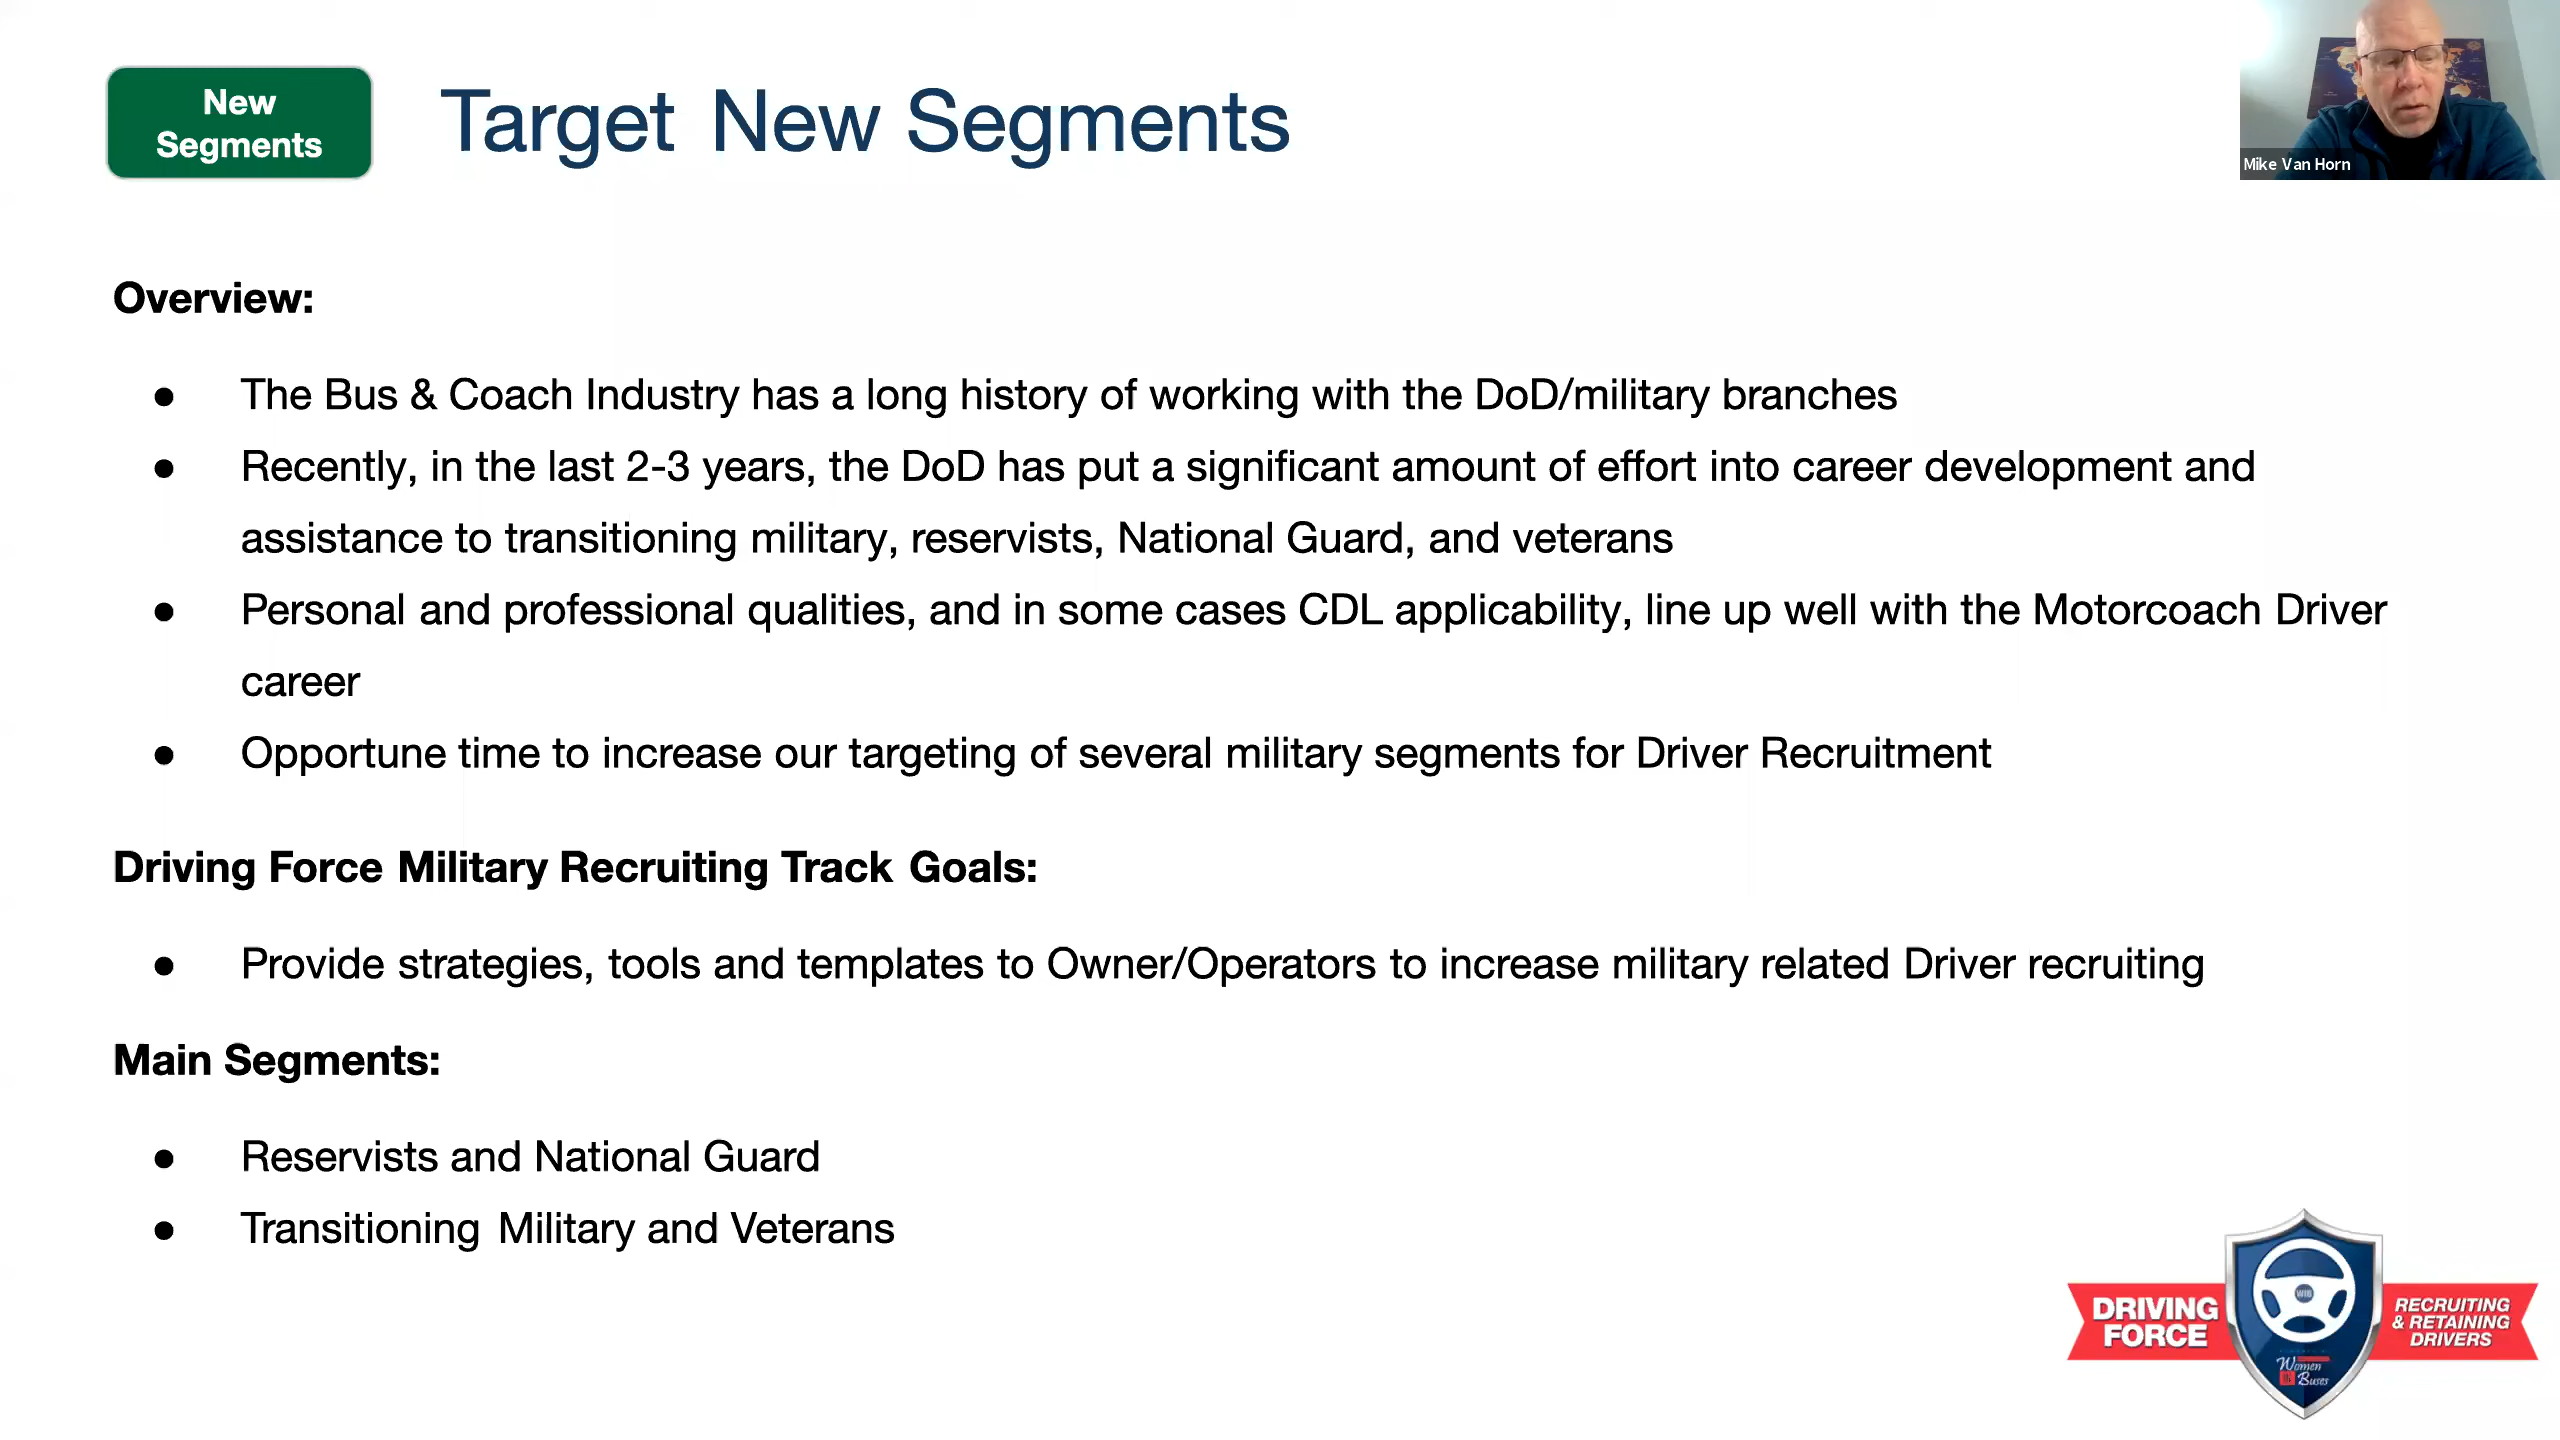 New
Segments
Target New Segments
Mike Van Horn
Overview:
● The Bus & Coach Industry has a long history of working with the DoD/military branches
● Recently, in the last 2-3 years, the DoD has put a significant amount of effort into career development and
assistance to transitioning military, reservists, National Guard, and veterans
● Personal and professional qualities, and in some cases CDL applicability, line up well with the Motorcoach Driver
career
● Opportune time to increase our targeting of several military segments for Driver Recruitment
Driving Force Military Recruiting Track Goals:
● Provide strategies, tools and templates to Owner/Operators to increase military related Driver recruiting
Main Segments:
● Reservists and National Guard
● Transitioning Military and Veterans
DRIVING
FORCE
WIB
Women
IN Buses
RECRUITING
& RETAINING
DRIVERS